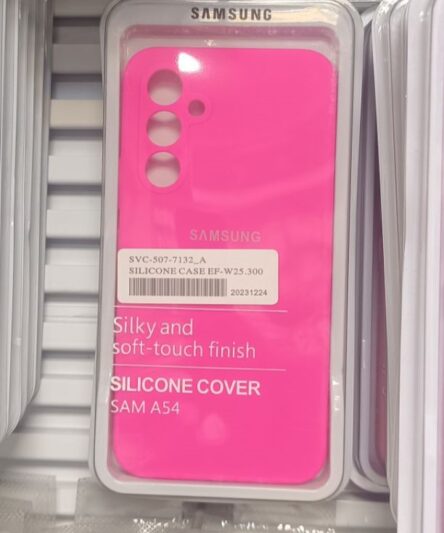 SAMSUNG
SAMSUNG
SVC-507-7132_A
SILICONE CASE EF-W25.300
20231224
Silky and
soft-touch finish
SILICONE COVER
SAM A54